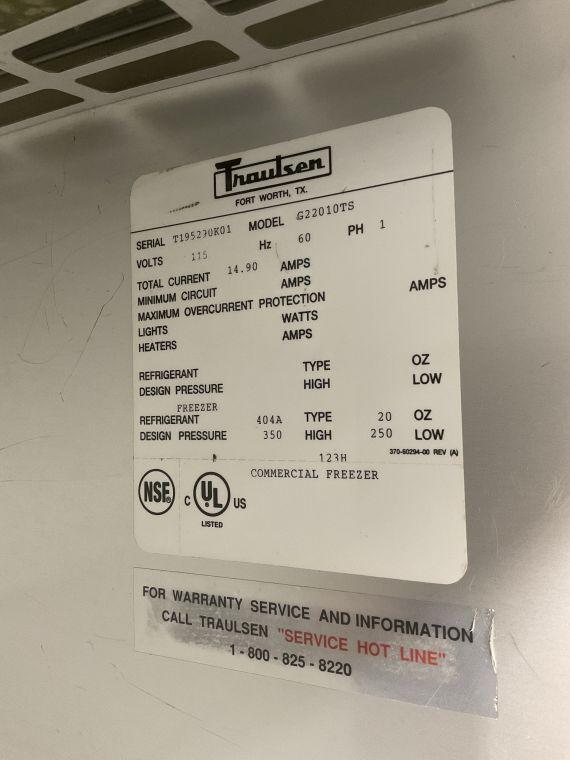 Traulsen
FORT WORTH, TX.
SERIAL T195290K01 MODEL G22010TS
VOLTS 115 Hz 60 PH 1
TOTAL CURRENT 14.90 AMPS
MINIMUM CIRCUIT AMPS
MAXIMUM OVERCURRENT PROTECTION AMPS
LIGHTS WATTS
HEATERS AMPS
REFRIGERANT TYPE OZ
DESIGN PRESSURE HIGH LOW
FREEZER
REFRIGERANT 404A TYPE 20 OZ
DESIGN PRESSURE 350 HIGH 250 LOW
370-60294-00 REV (A)
123H
COMMERCIAL FREEZER
NSF®
C UL® US
LISTED
FOR WARRANTY SERVICE AND INFORMATION
CALL TRAULSEN "SERVICE HOT LINE"
1-800-825-8220